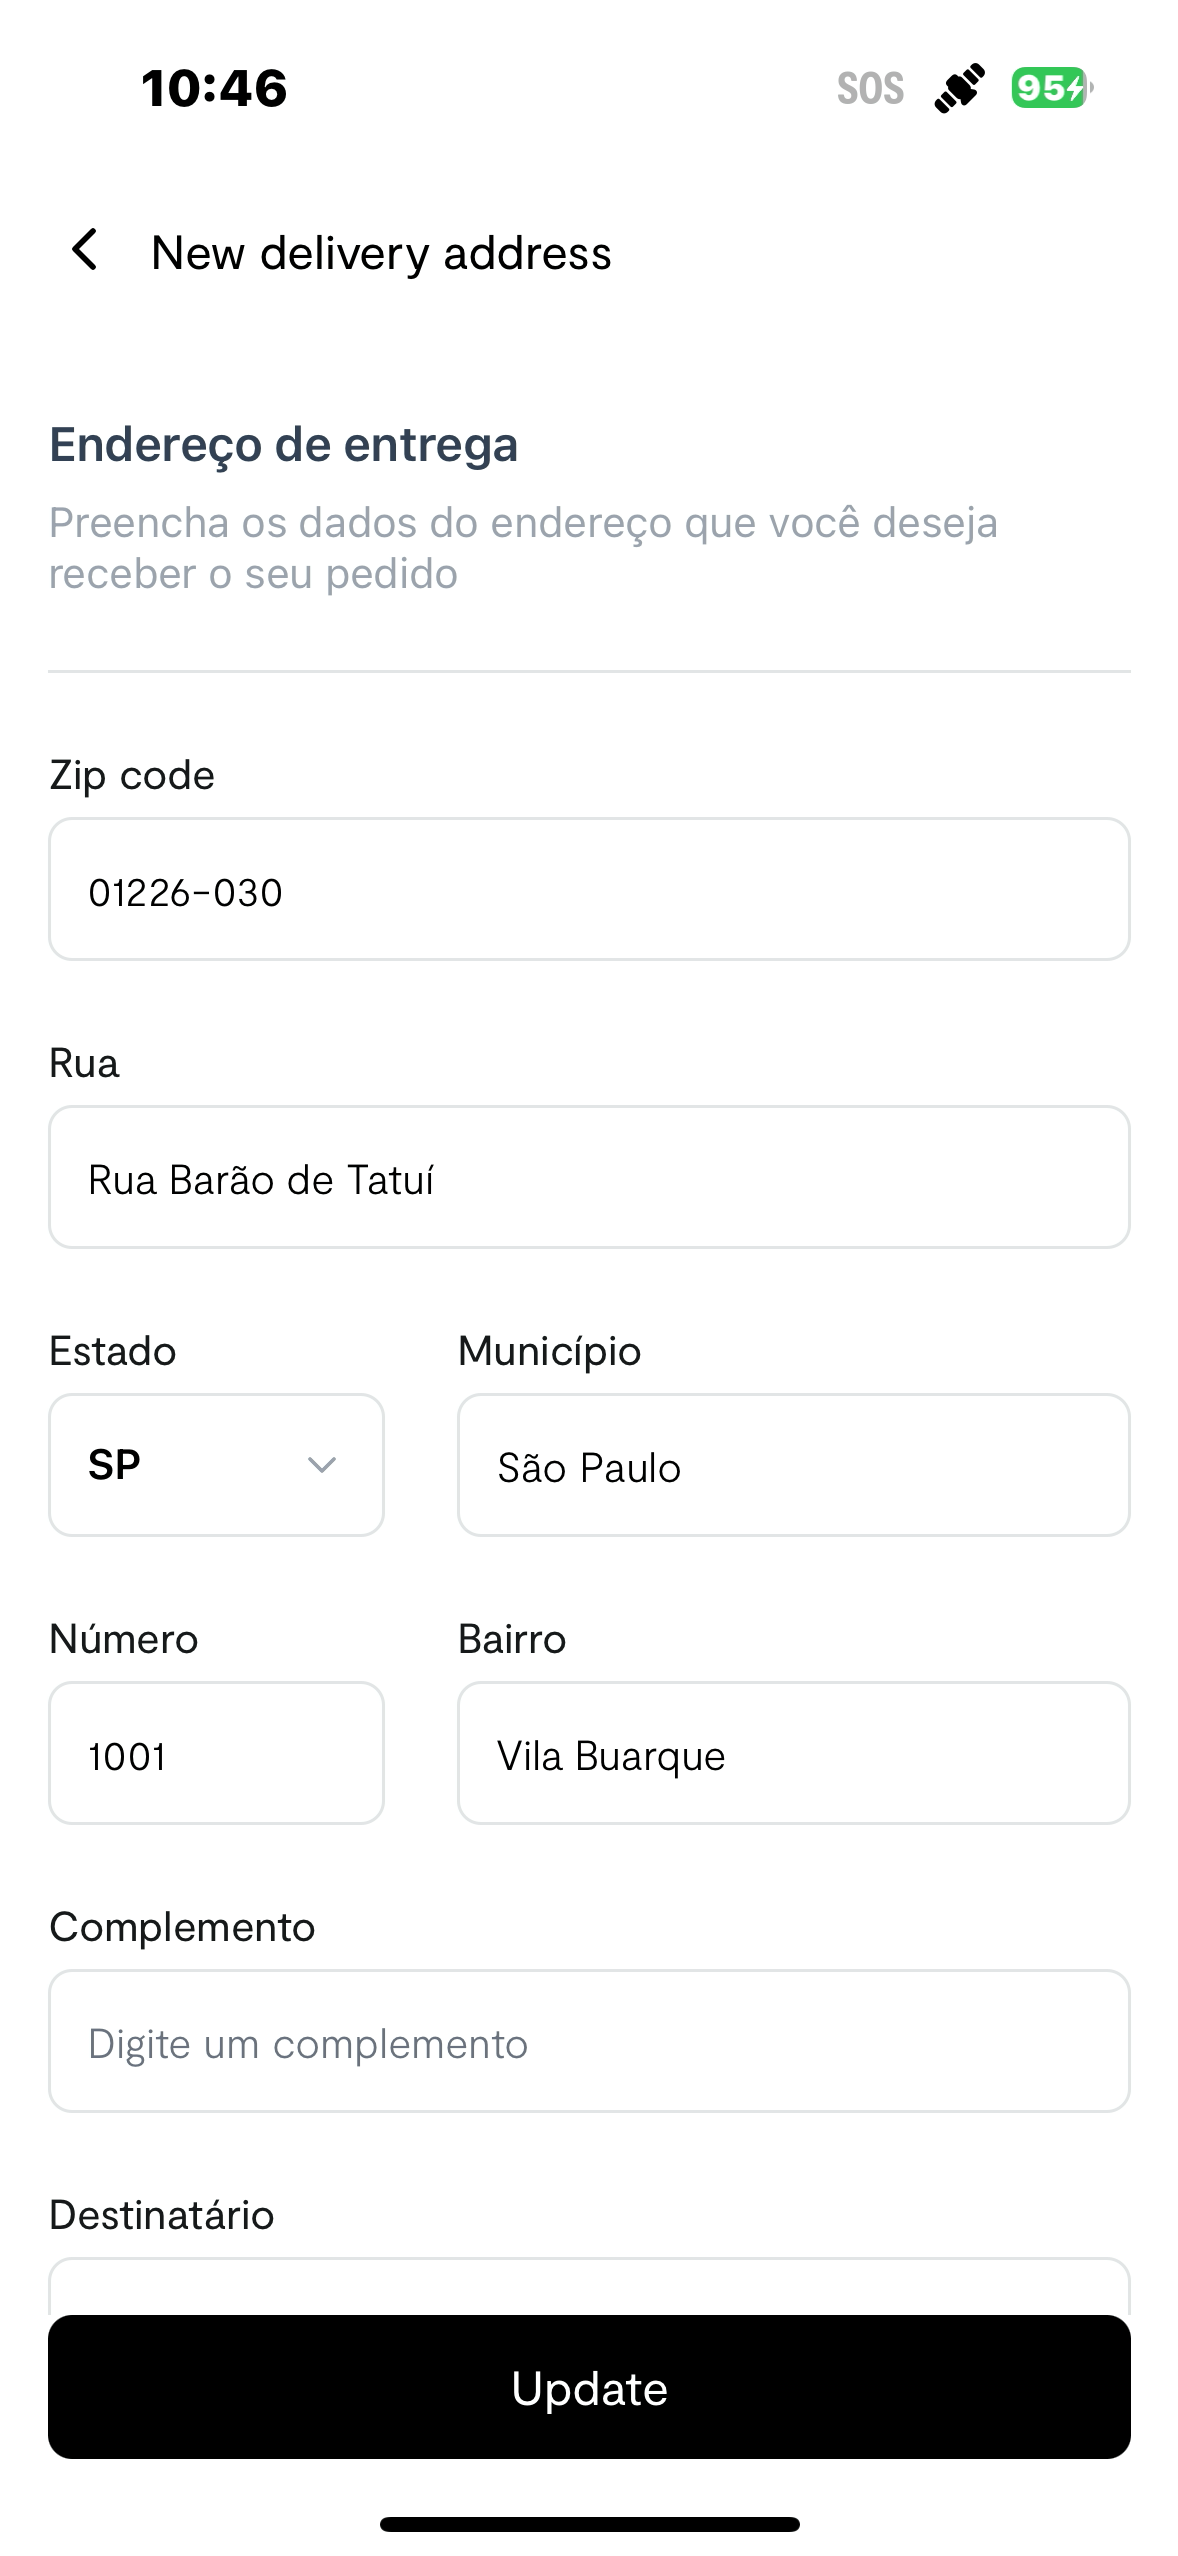 10:46 SOS 95
New delivery address
Endereço de entrega
Preencha os dados do endereço que você deseja
receber o seu pedido
Zip code
01226-030
Rua
Rua Barão de Tatuí
Estado Município
SP São Paulo
Número Bairro
1001 Vila Buarque
Complemento
Digite um complemento
Destinatário
Update